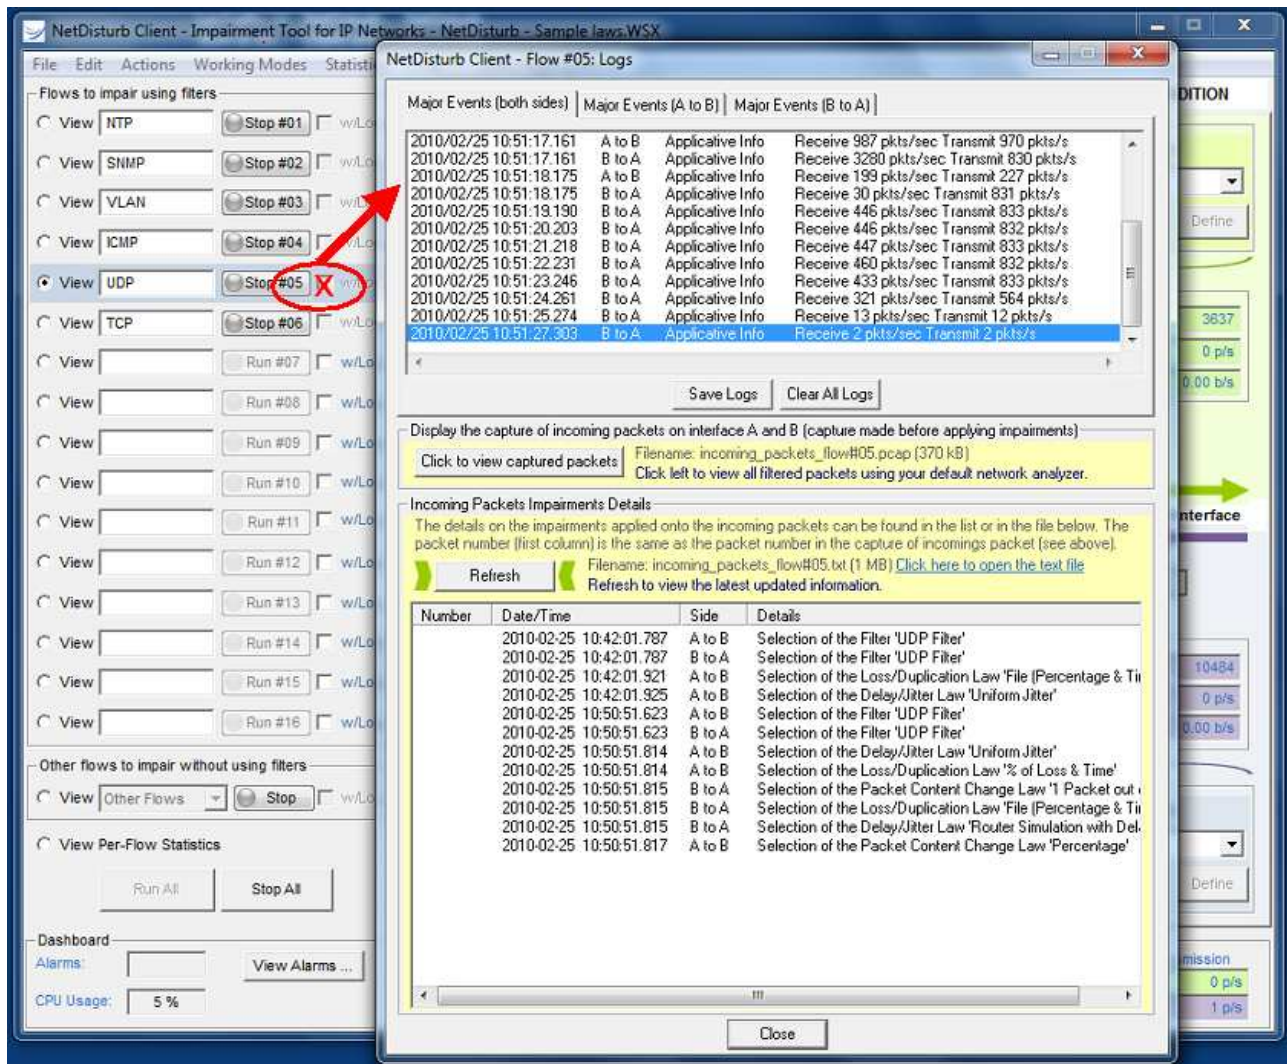 NetDisturb Client - Impairment Tool for IP Networks - NetDisturb - Sample laws.WSX
File Edit Actions Working Modes
Flows to impair using filters
View NTP Stop #01
View SNMP Stop #02
View VLAN Stop #03
View ICMP Stop #04
View UDP Stop #05 X
View TCP Stop #06
View Run #07
View Run #08
View Run #09
View Run #10
View Run #11
View Run #12
View Run #13
View Run #14
View Run #15
View Run #16
Other flows to impair without using filters
View Other Flows Stop
View Per-Flow Statistics
Run All Stop All
Dashboard
Alarms: View Alarms ...
CPU Usage: 5 %
NetDisturb Client - Flow #05: Logs
Major Events (both sides) Major Events (A to B) Major Events (B to A)
2010/02/25 10:51:17.161 A to B Applicative Info Receive 987 pkts/sec Transmit 970 pkts/s
2010/02/25 10:51:17.161 B to A Applicative Info Receive 3280 pkts/sec Transmit 830 pkts/s
2010/02/25 10:51:18.175 A to B Applicative Info Receive 199 pkts/sec Transmit 227 pkts/s
2010/02/25 10:51:18.175 B to A Applicative Info Receive 30 pkts/sec Transmit 831 pkts/s
2010/02/25 10:51:19.190 B to A Applicative Info Receive 446 pkts/sec Transmit 833 pkts/s
2010/02/25 10:51:20.203 B to A Applicative Info Receive 446 pkts/sec Transmit 832 pkts/s
2010/02/25 10:51:21.218 B to A Applicative Info Receive 447 pkts/sec Transmit 833 pkts/s
2010/02/25 10:51:22.231 B to A Applicative Info Receive 460 pkts/sec Transmit 832 pkts/s
2010/02/25 10:51:23.246 B to A Applicative Info Receive 433 pkts/sec Transmit 833 pkts/s
2010/02/25 10:51:24.261 B to A Applicative Info Receive 321 pkts/sec Transmit 564 pkts/s
2010/02/25 10:51:25.274 B to A Applicative Info Receive 13 pkts/sec Transmit 12 pkts/s
2010/02/25 10:51:27.303 B to A Applicative Info Receive 2 pkts/sec Transmit 2 pkts/s
Save Logs Clear All Logs
Display the capture of incoming packets on interface A and B (capture made before applying impairments)
Click to view captured packets
Filename: incoming_packets_flow#05.pcap (370 kB)
Click left to view all filtered packets using your default network analyzer.
Incoming Packets Impairments Details
The details on the impairments applied onto the incoming packets can be found in the list or in the file below. The
packet number (first column) is the same as the packet number in the capture of incomings packet (see above).
Refresh
Filename: incoming_packets_flow#05.txt (1 MB) Click here to open the text file
Refresh to view the latest updated information.
Number Date/Time Side Details
2010-02-25 10:42:01.787 A to B Selection of the Filter 'UDP Filter'
2010-02-25 10:42:01.787 B to A Selection of the Filter 'UDP Filter'
2010-02-25 10:42:01.921 A to B Selection of the Loss/Duplication Law 'File (Percentage &
2010-02-25 10:42:01.925 A to B Selection of the Delay/Jitter Law 'Uniform Jitter'
2010-02-25 10:50:51.623 A to B Selection of the Filter 'UDP Filter'
2010-02-25 10:50:51.623 B to A Selection of the Filter 'UDP Filter'
2010-02-25 10:50:51.814 A to B Selection of the Delay/Jitter Law 'Uniform Jitter'
2010-02-25 10:50:51.814 A to B Selection of the Loss/Duplication Law '% of Loss & Time'
2010-02-25 10:50:51.815 B to A Selection of the Packet Content Change Law '1 Packet out
2010-02-25 10:50:51.815 B to A Selection of the Loss/Duplication Law 'File (Percentage &
2010-02-25 10:50:51.815 B to A Selection of the Delay/Jitter Law 'Router Simulation with
2010-02-25 10:50:51.817 A to B Selection of the Packet Content Change Law 'Percentage'
Close
Define
3637
0 p/s
0.00 b/s
10484
0 p/s
0.00 b/s
Define
0 p/s
1 p/s